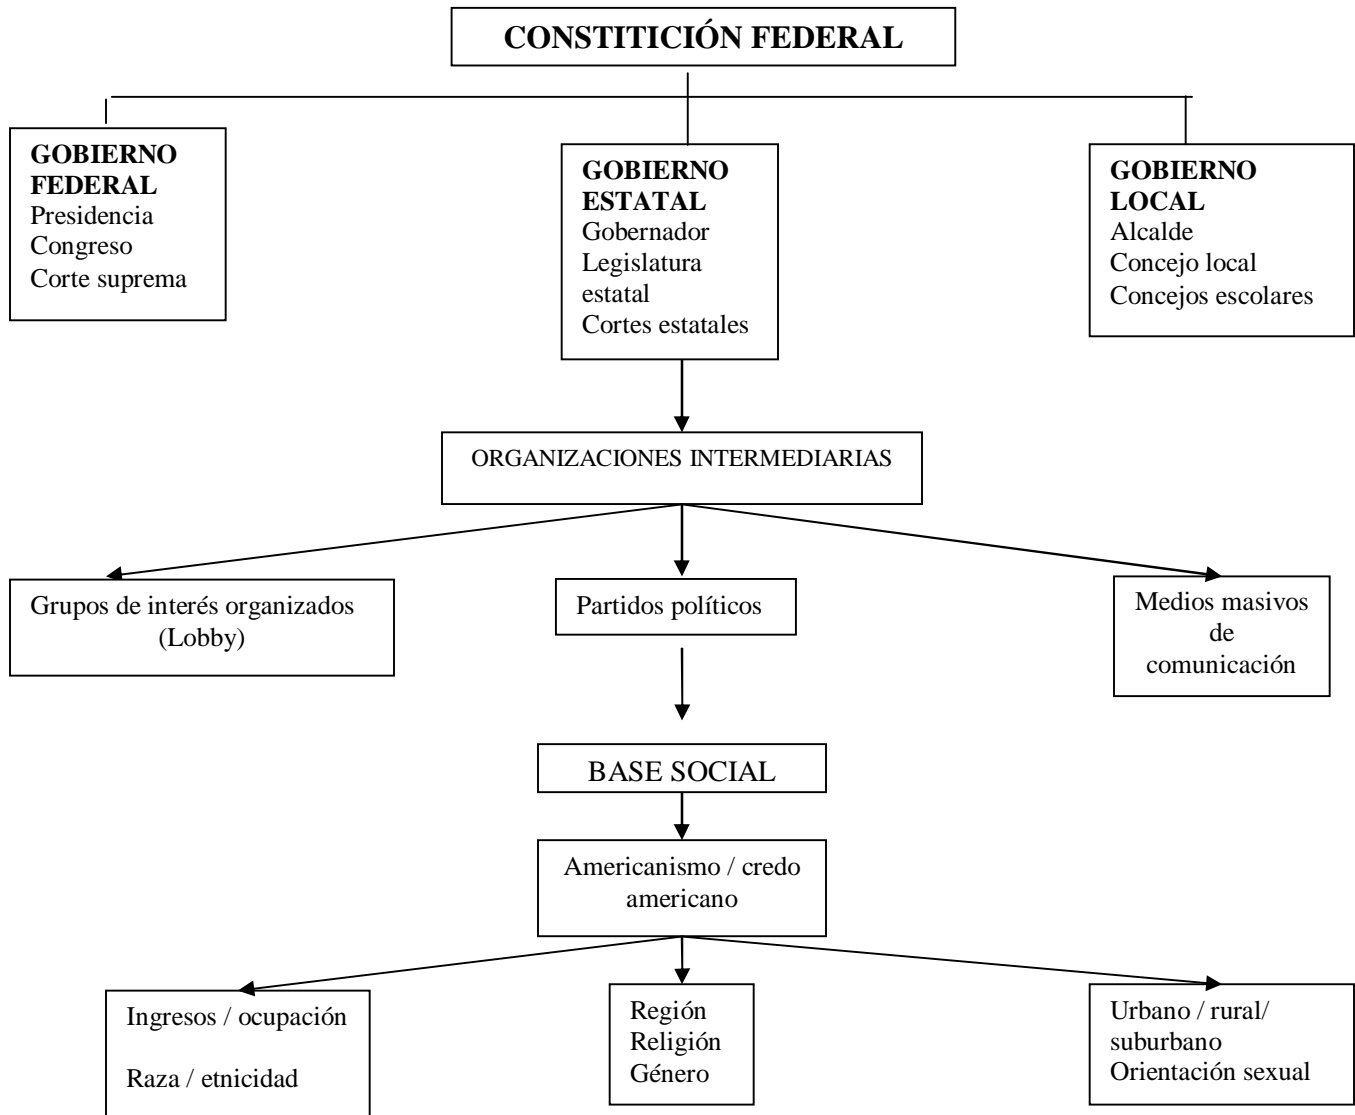 CONSTITICIÓN FEDERAL
GOBIERNO
FEDERAL
Presidencia
Congreso
Corte suprema
GOBIERNO
ESTATAL
Gobernador
Legislatura
estatal
Cortes estatales
GOBIERNO
LOCAL
Alcalde
Concejo local
Concejos escolares
ORGANIZACIONES INTERMEDIARIAS
Grupos de interés organizados
(Lobby)
Partidos políticos
Medios masivos
de
comunicación
BASE SOCIAL
Americanismo / credo
americano
Ingresos / ocupación
Raza / etnicidad
Región
Religión
Género
Urbano / rural/
suburbano
Orientación sexual